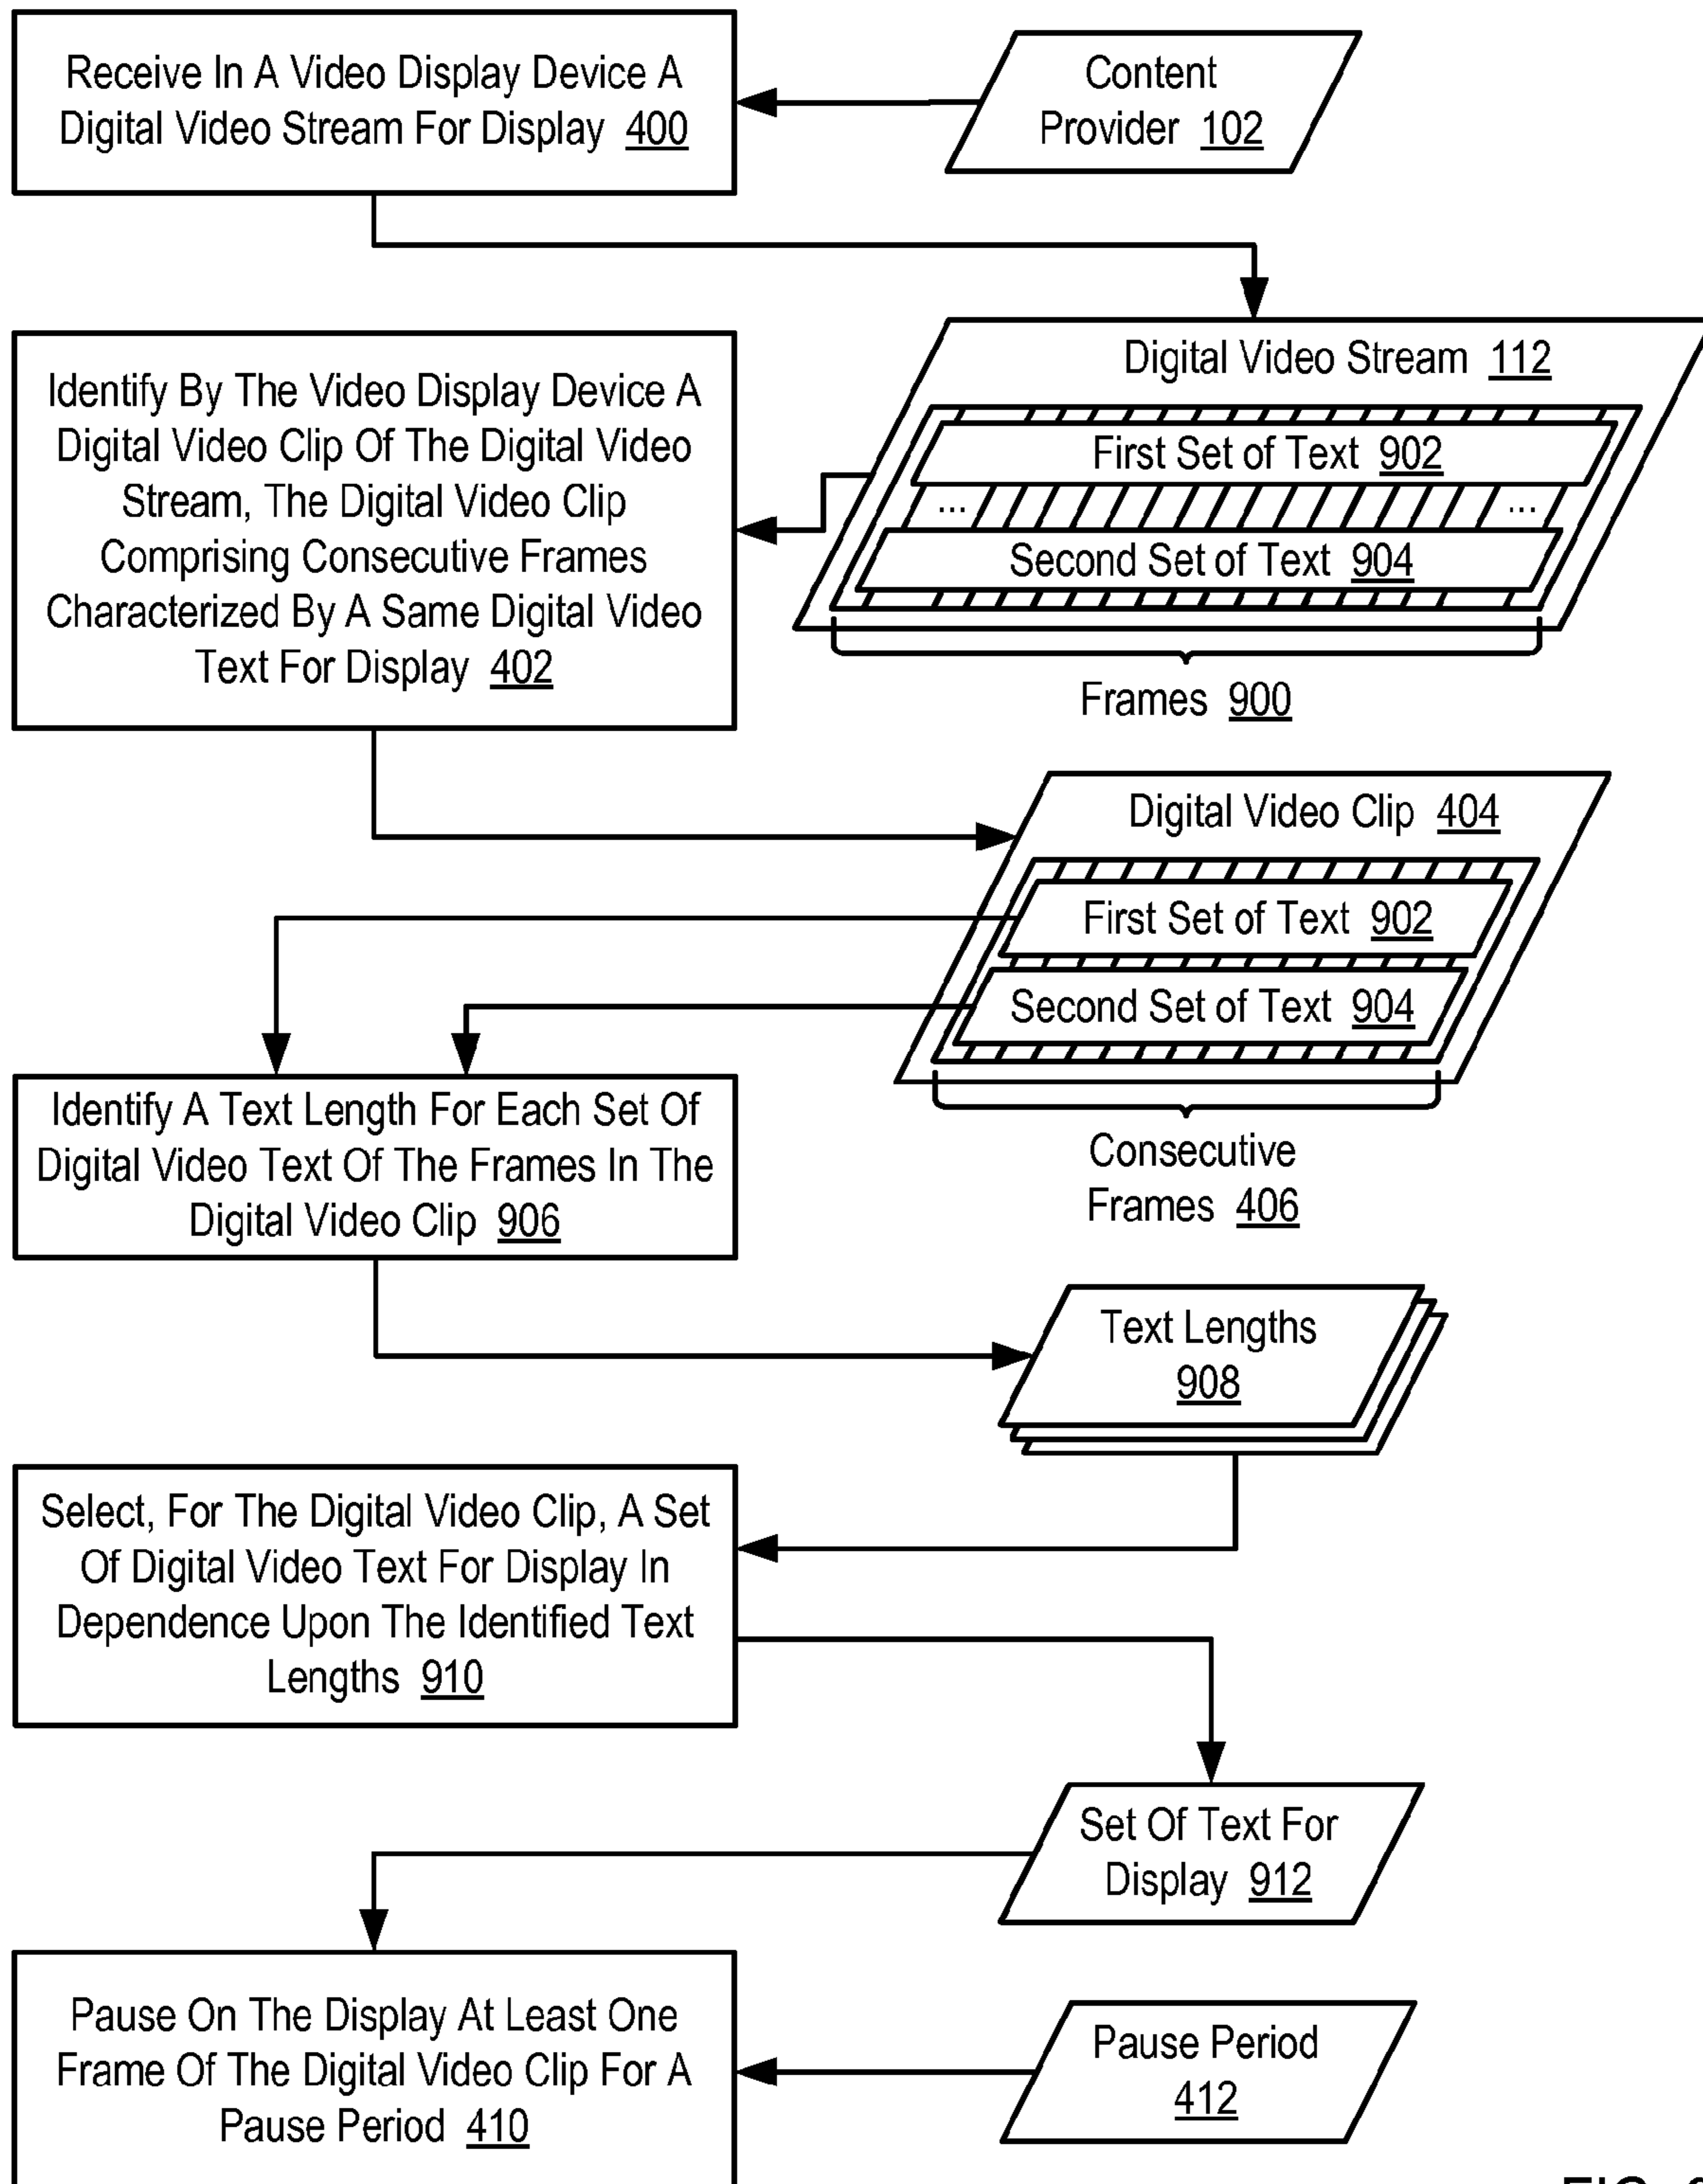 Receive In A Video Display Device A
Digital Video Stream For Display 400
Content
Provider 102
Digital Video Stream 112
First Set of Text 902
... ...
Second Set of Text 904
Frames 900
Identify By The Video Display Device A
Digital Video Clip Of The Digital Video
Stream, The Digital Video Clip
Comprising Consecutive Frames
Characterized By A Same Digital Video
Text For Display 402
Digital Video Clip 404
First Set of Text 902
Second Set of Text 904
Consecutive
Frames 406
Identify A Text Length For Each Set Of
Digital Video Text Of The Frames In The
Digital Video Clip 906
Text Lengths
908
Select, For The Digital Video Clip, A Set
Of Digital Video Text For Display In
Dependence Upon The Identified Text
Lengths 910
Set Of Text For
Display 912
Pause On The Display At Least One
Frame Of The Digital Video Clip For A
Pause Period 410
Pause Period
412